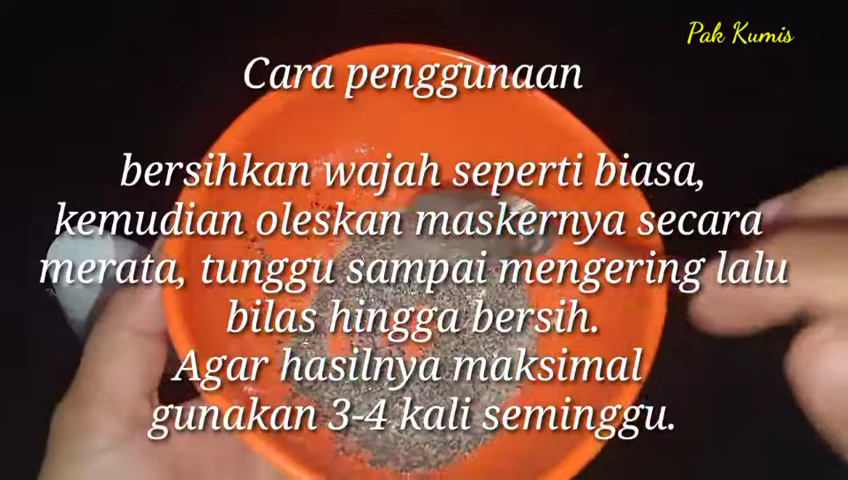 Pak Kumis
Cara penggunaan
bersihkan wajah seperti biasa,
kemudian oleskan maskernya secara
merata, tunggu sampai mengering lalu
bilas hingga bersih.
Agar hasilnya maksimal
gunakan 3-4 kali seminggu.